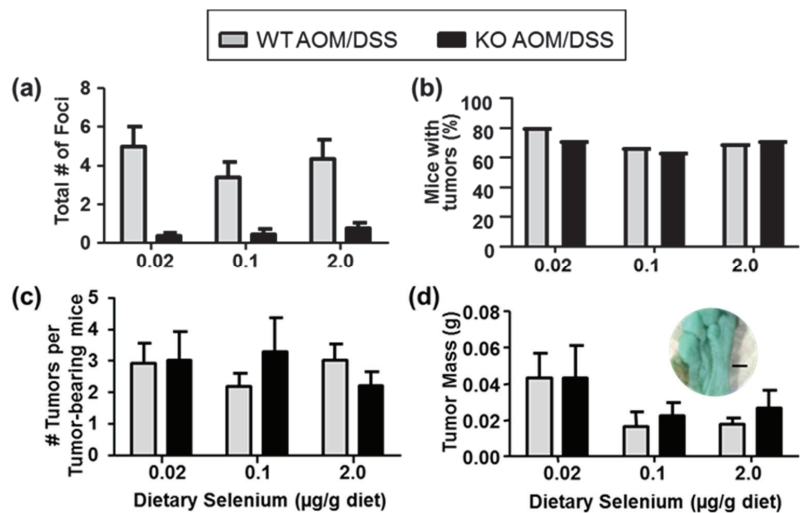 WT AOM/DSS KO AOM/DSS
(a)
Total # of Foci
8
6
4
2
0
0.02 0.1 2.0
(b)
Mice with
tumors (%)
100
80
60
40
20
0
0.02 0.1 2.0
(c)
# Tumors per
Tumor-bearing mice
5
4
3
2
1
0
0.02 0.1 2.0
Dietary Selenium (µg/g diet)
(d)
Tumor Mass (g)
0.08
0.06
0.04
0.02
0.00
0.02 0.1 2.0
Dietary Selenium (µg/g diet)